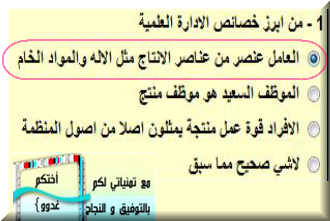 1 - من ابرز خصائص الادارة العلمية
العامل عنصر من عناصر الانتاج مثل الاله والمواد الخام
الموظف السعيد هو موظف منتج
الافراد قوة عمل منتجة يمثلون اصلا من اصول المنظمة
لاشي صحيح مما سبق
مع تمنياتي لكم
بالتوفيق و النجاح
أختكم
غدوو}